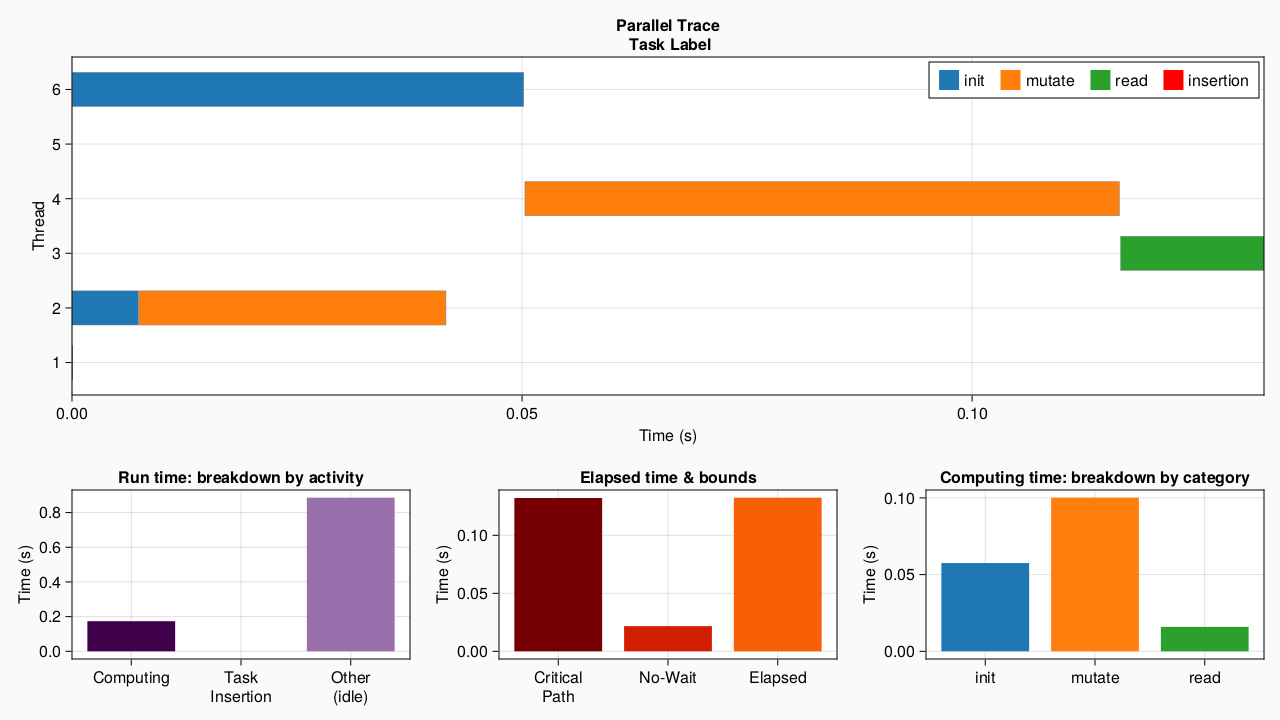 Parallel Trace
Task Label
init mutate read insertion
Thread
6
5
4
3
2
1
0.00 0.05 0.10
Time (s)
Run time: breakdown by activity
Time (s)
0.8
0.6
0.4
0.2
0.0
Computing Task Insertion Other (idle)
Elapsed time & bounds
Time (s)
0.10
0.05
0.00
Critical Path No-Wait Elapsed
Computing time: breakdown by category
Time (s)
0.10
0.05
0.00
init mutate read